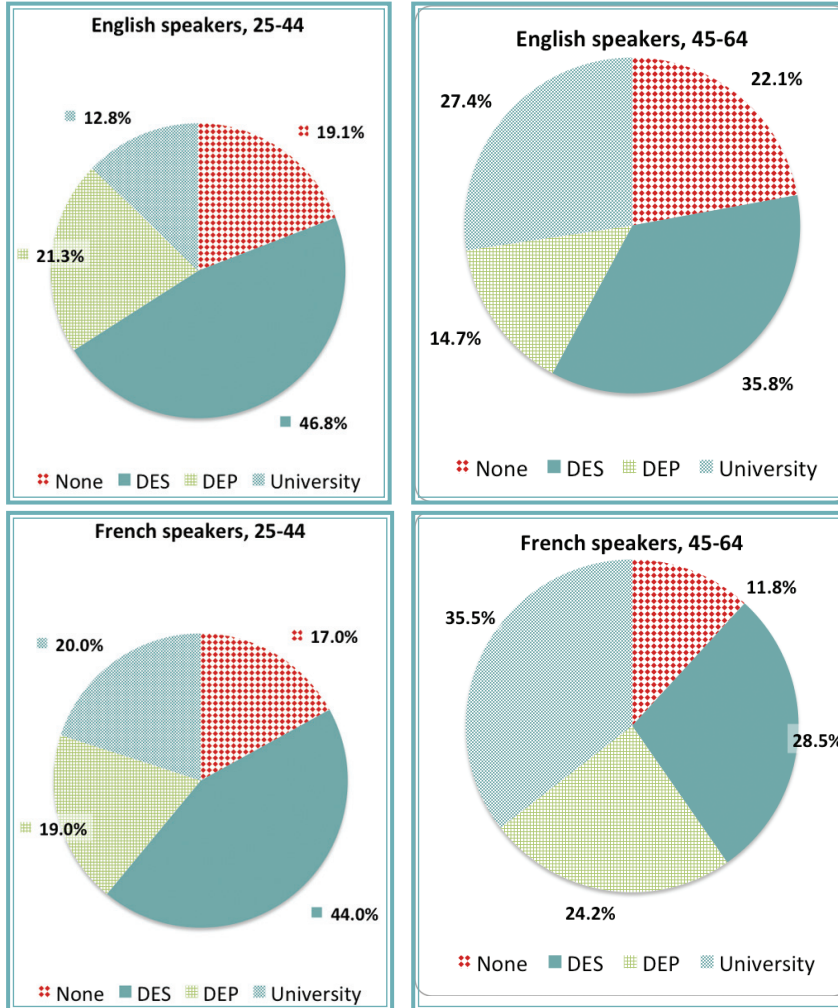 English speakers, 25-44
12.8%
19.1%
21.3%
46.8%
None DES DEP University
English speakers, 45-64
22.1%
27.4%
14.7%
35.8%
None DES DEP University
French speakers, 25-44
17.0%
20.0%
19.0%
44.0%
None DES DEP University
French speakers, 45-64
11.8%
35.5%
28.5%
24.2%
None DES DEP University